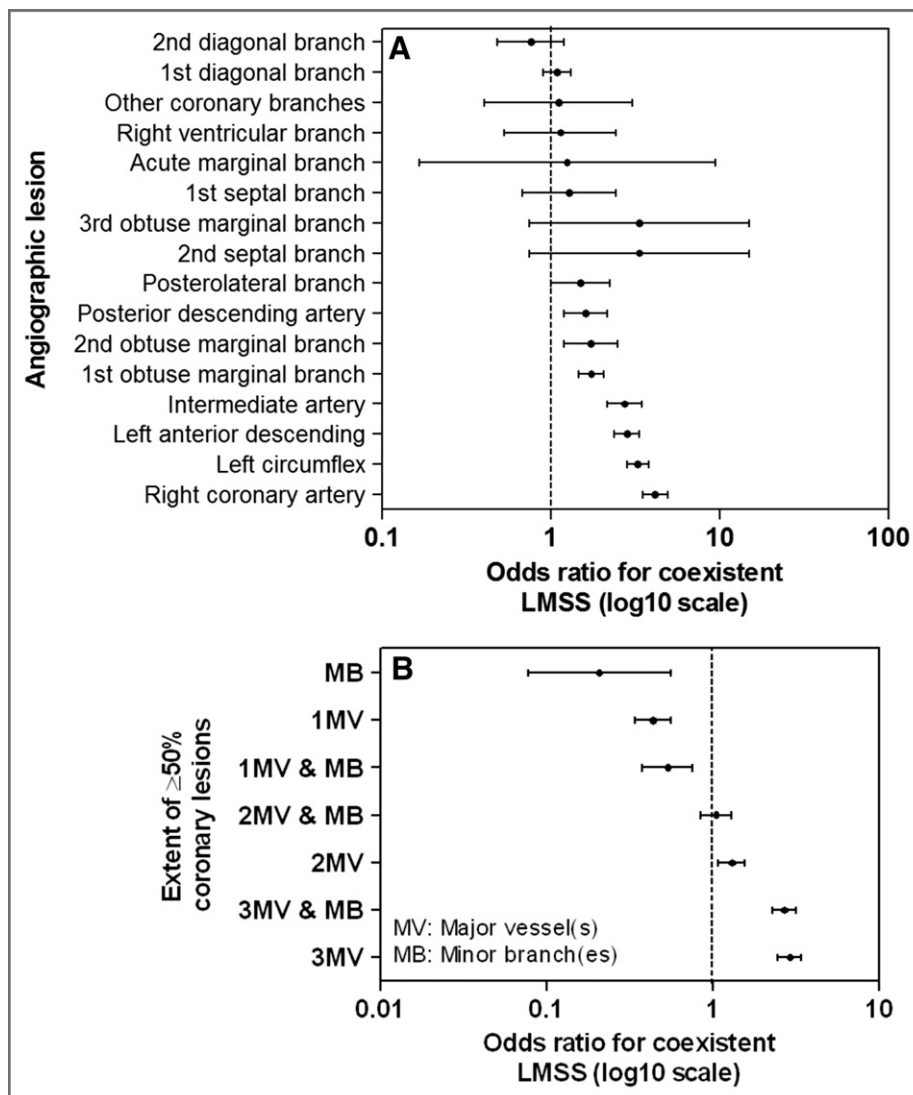 A
Angiographic lesion
2nd diagonal branch
1st diagonal branch
Other coronary branches
Right ventricular branch
Acute marginal branch
1st septal branch
3rd obtuse marginal branch
2nd septal branch
Posterolateral branch
Posterior descending artery
2nd obtuse marginal branch
1st obtuse marginal branch
Intermediate artery
Left anterior descending
Left circumflex
Right coronary artery
0.1 1 10 100
Odds ratio for coexistent
LMSS (log10 scale)
B
Extent of ≥50%
coronary lesions
MB
1MV
1MV & MB
2MV & MB
2MV
3MV & MB
3MV
MV: Major vessel(s)
MB: Minor branch(es)
0.01 0.1 1 10
Odds ratio for coexistent
LMSS (log10 scale)